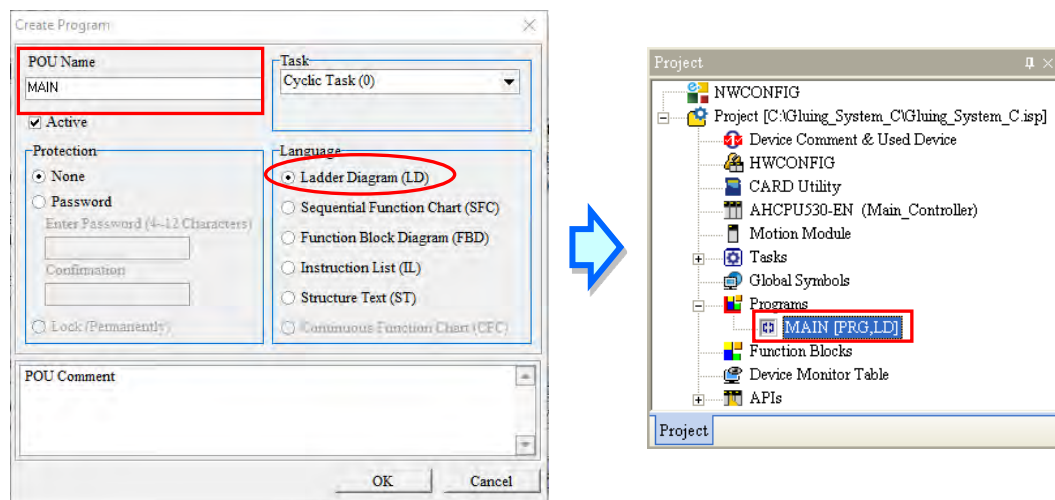 Create Program
POU Name
MAIN
Active
Task
Cyclic Task (0)
Protection
None
Password
Enter Password (4~12 Characters)
Confirmation
Lock (Permanently)
Language
Ladder Diagram (LD)
Sequential Function Chart (SFC)
Function Block Diagram (FBD)
Instruction List (IL)
Structure Text (ST)
Continuous Function Chart (CFC)
POU Comment
OK Cancel
Project
NWCONFIG
Project [C:\Gluing_System_C\Gluing_System_C.isp]
Device Comment & Used Device
HWCONFIG
CARD Utility
AHCPU530-EN (Main_Controller)
Motion Module
Tasks
Global Symbols
Programs
MAIN [PRG,LD]
Function Blocks
Device Monitor Table
APIs
Project